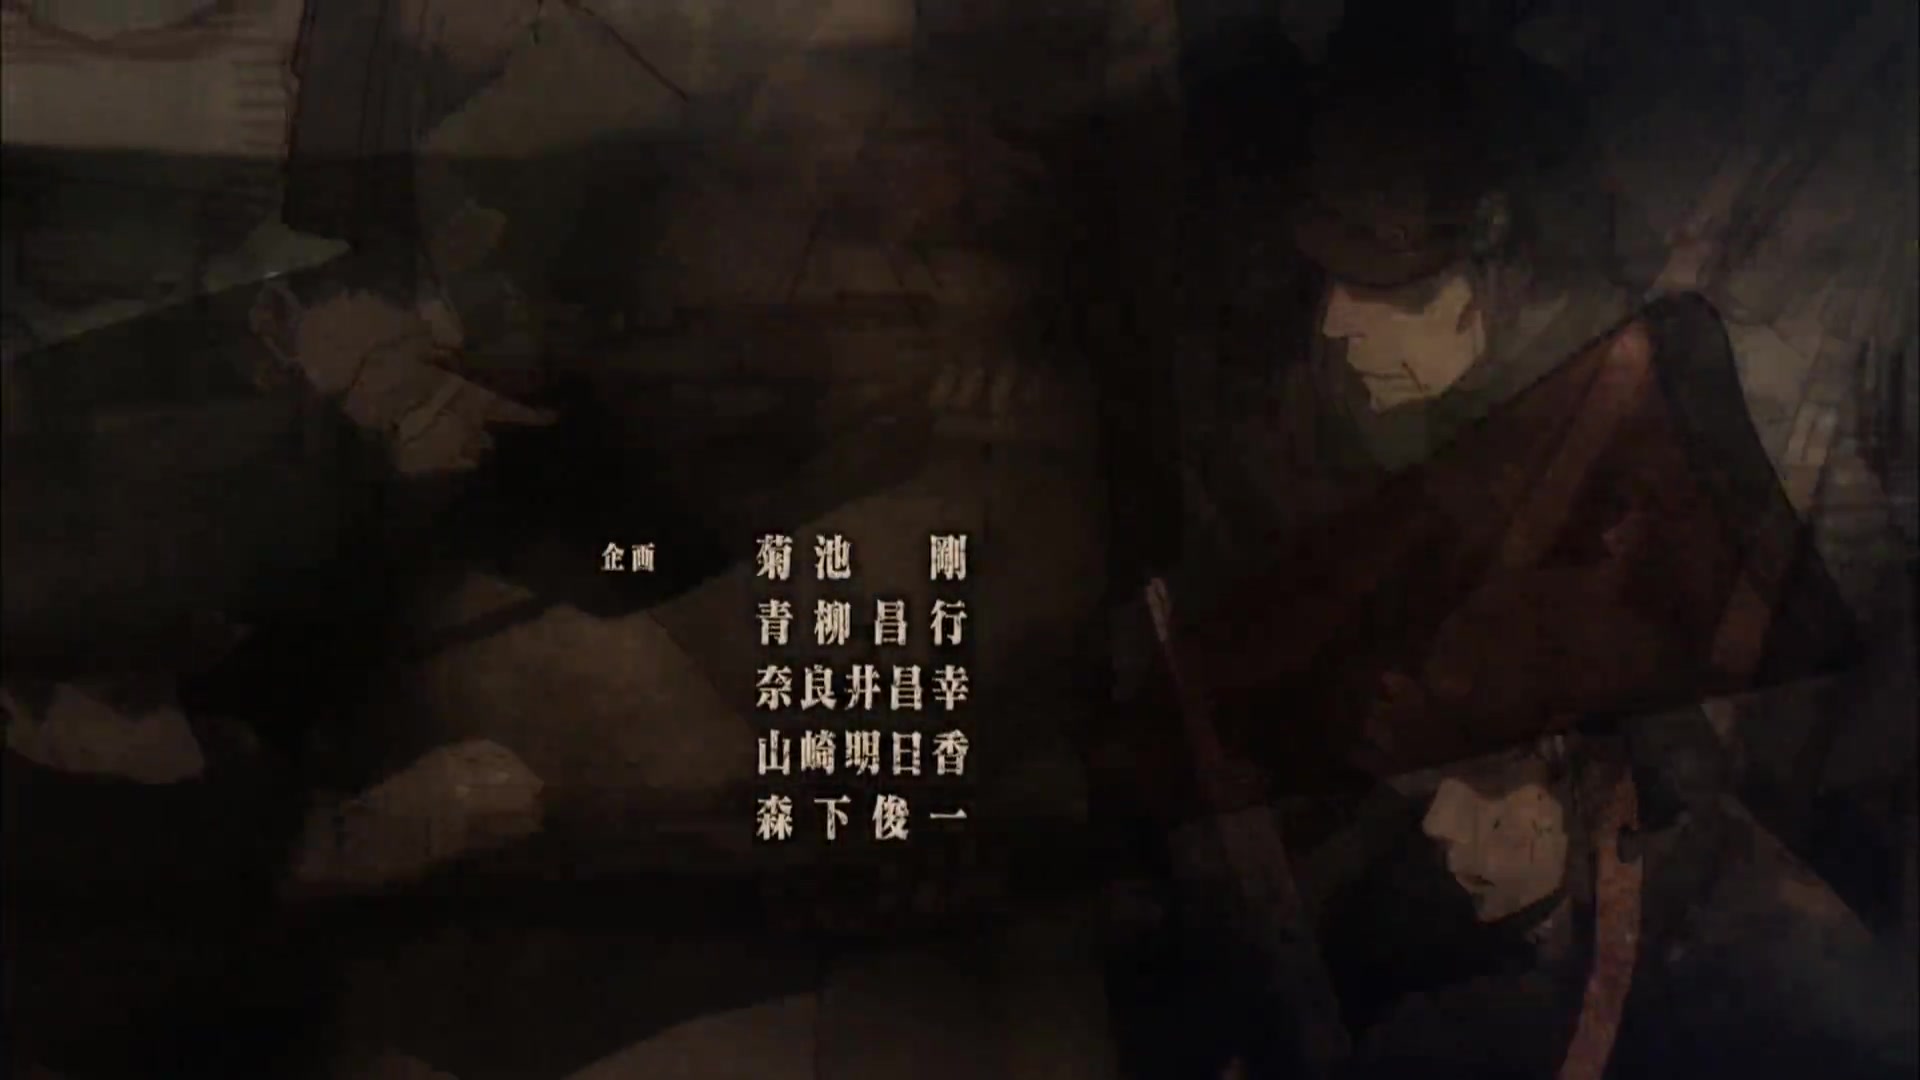 企画 菊池 剛
青柳昌行
奈良井昌幸
山崎明日香
森下俊一